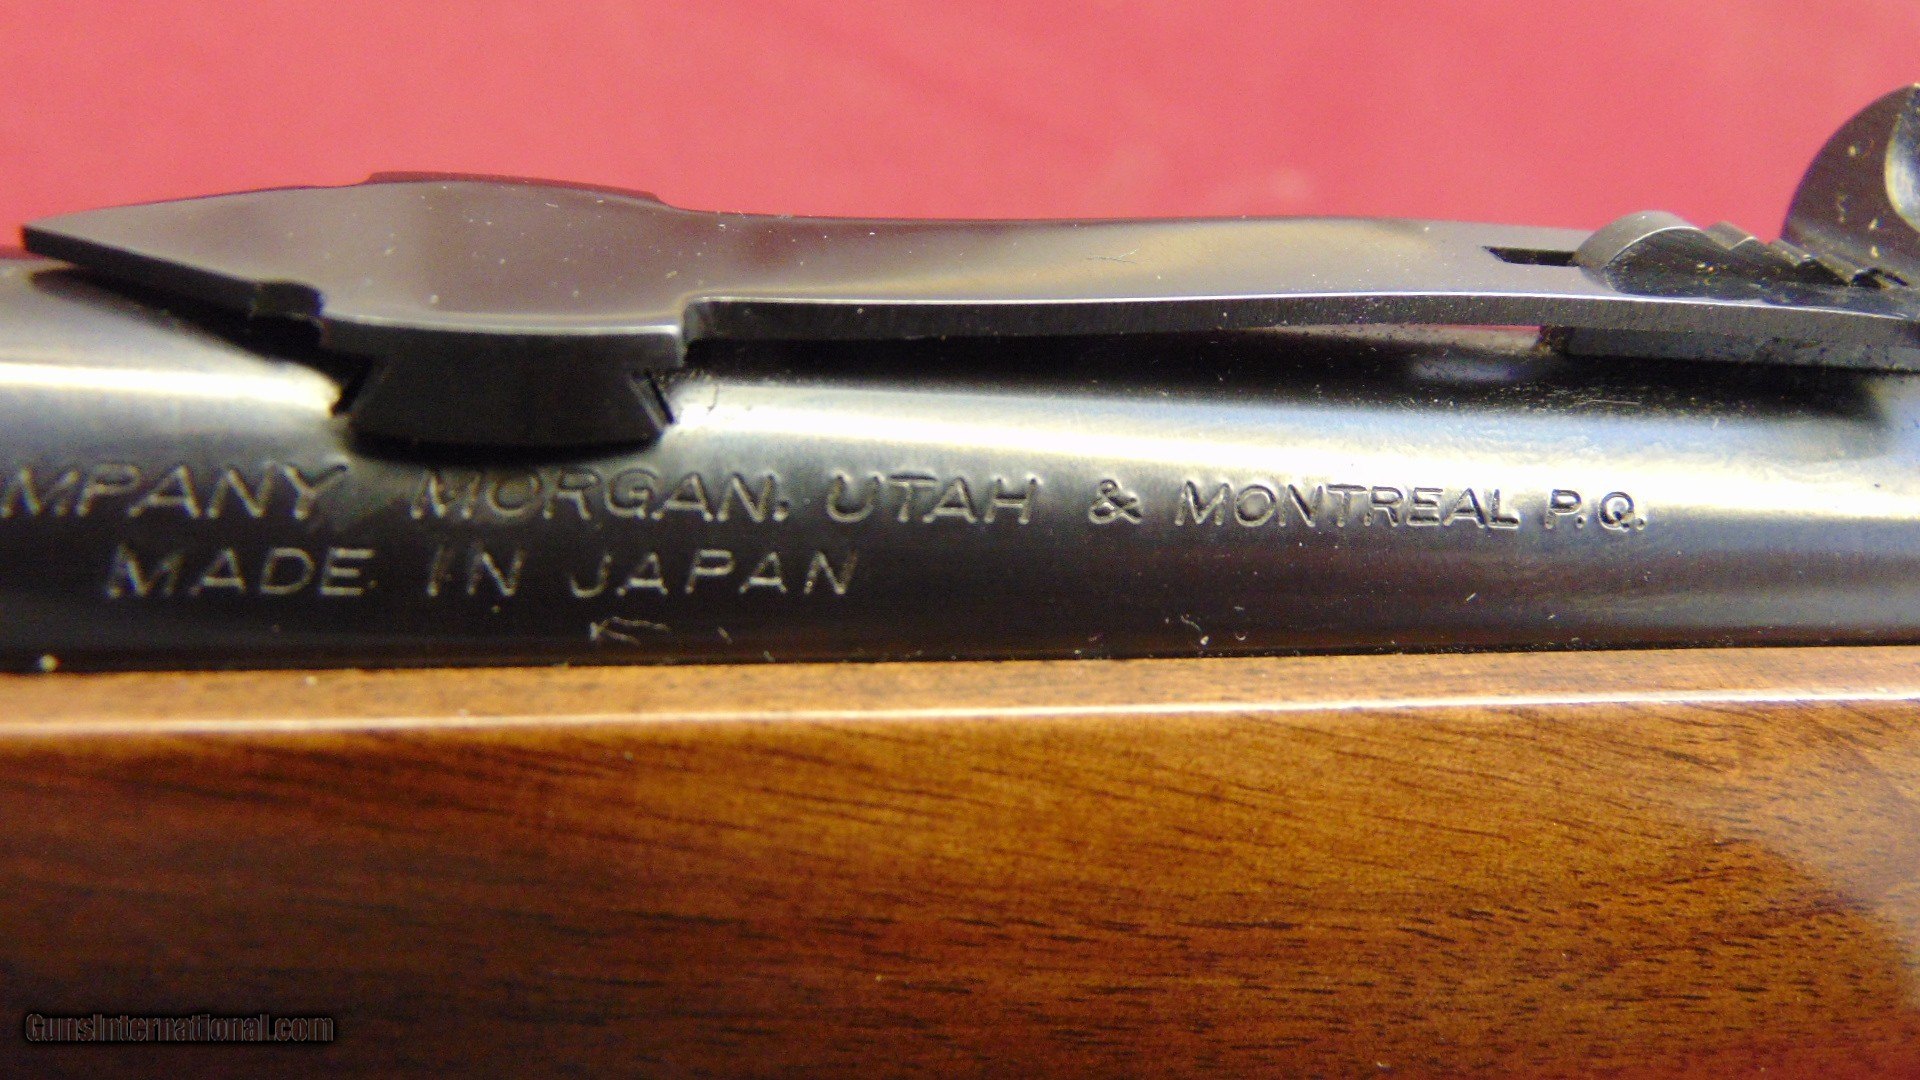 MPANY MORGAN, UTAH & MONTREAL P.Q.
MADE IN JAPAN
GunsInternational.com